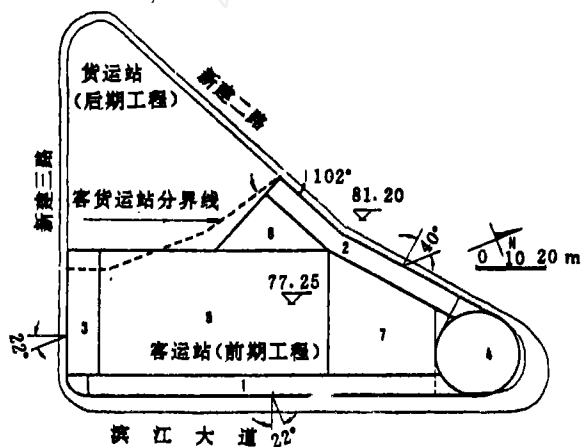 货运站
(后期工程)
新建二路
新建三路
102°
81.20
客货运站分界线
40°
N
0 10 20 m
6
2
77.25
3
5
客运站(前期工程)
7
4
22°
1
滨江大道
22°